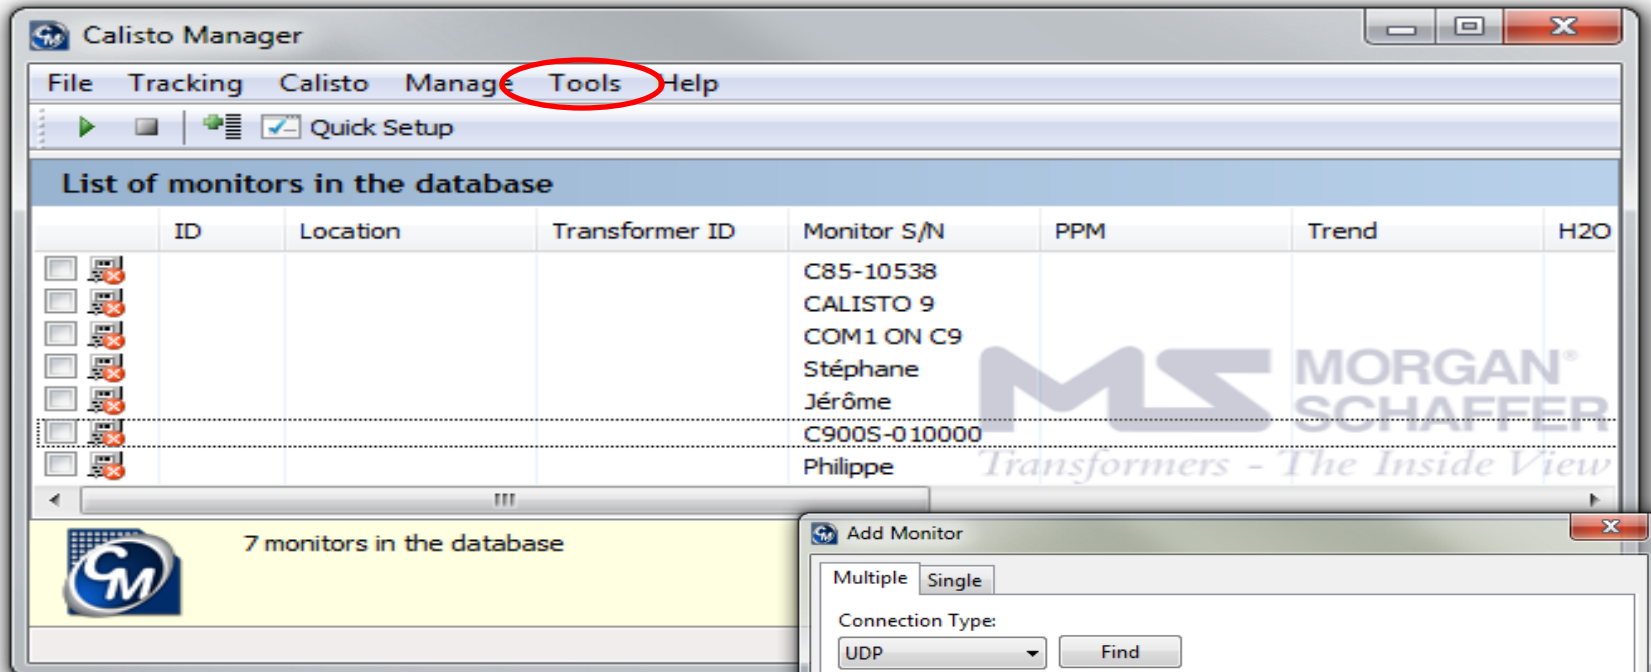 Calisto Manager
File Tracking Calisto Manage Tools Help
Quick Setup
List of monitors in the database
ID Location Transformer ID Monitor S/N PPM Trend H2O
C85-10538
CALISTO 9
COM1 ON C9
Stéphane
Jérôme
C900S-010000
Philippe
MS MORGAN®
SCHAFFER
Transformers - The Inside View
7 monitors in the database
CM
Add Monitor
Multiple Single
Connection Type:
UDP Find